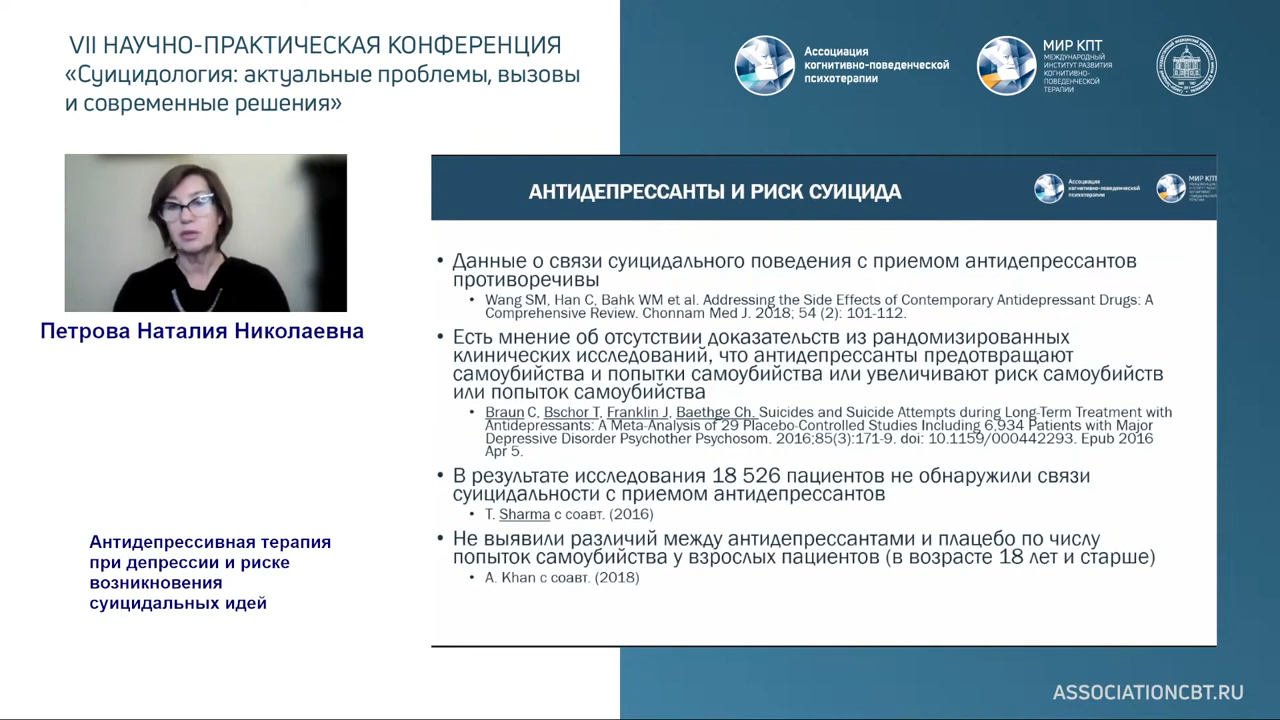 VII НАУЧНО-ПРАКТИЧЕСКАЯ КОНФЕРЕНЦИЯ
«Суицидология: актуальные проблемы, вызовы
и современные решения»
Ассоциация
когнитивно-поведенческой
психотерапии
МИР КПТ
МЕЖДУНАРОДНЫЙ
ИНСТИТУТ РАЗВИТИЯ
КОГНИТИВНО-
ПОВЕДЕНЧЕСКОЙ
ТЕРАПИИ
Петрова Наталия Николаевна
Антидепрессивная терапия
при депрессии и риске
возникновения
суицидальных идей
АНТИДЕПРЕССАНТЫ И РИСК СУИЦИДА
Ассоциация
когнитивно-поведенческой
психотерапии
МИР КПТ
• Данные о связи суицидального поведения с приемом антидепрессантов
противоречивы
• Wang SM, Han C, Bahk WM et al. Addressing the Side Effects of Contemporary Antidepressant Drugs: A
Comprehensive Review. Chonnam Med J. 2018; 54 (2): 101-112.
• Есть мнение об отсутствии доказательств из рандомизированных
клинических исследований, что антидепрессанты предотвращают
самоубийства и попытки самоубийства или увеличивают риск самоубийств
или попыток самоубийства
• Braun C, Bschor T, Franklin J, Baethge Ch. Suicides and Suicide Attempts during Long-Term Treatment with
Antidepressants: A Meta-Analysis of 29 Placebo-Controlled Studies Including 6,934 Patients with Major
Depressive Disorder Psychother Psychosom. 2016;85(3):171-9. doi: 10.1159/000442293. Epub 2016
Apr 5.
• В результате исследования 18 526 пациентов не обнаружили связи
суицидальности с приемом антидепрессантов
• T. Sharma с соавт. (2016)
• Не выявили различий между антидепрессантами и плацебо по числу
попыток самоубийства у взрослых пациентов (в возрасте 18 лет и старше)
• A. Khan с соавт. (2018)
ASSOCIATIONCBT.RU